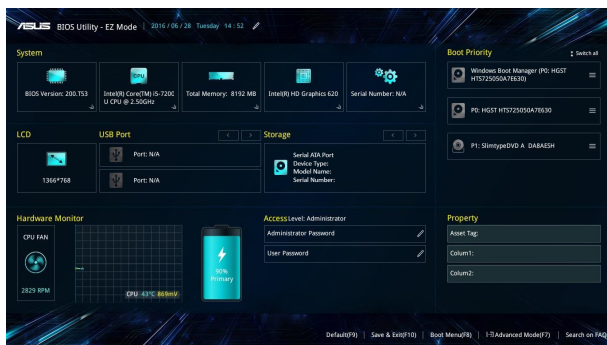 ASUS BIOS Utility - EZ Mode 2016/06/28 Tuesday 14:52
System
BIOS Version: 200.T53
CPU
Intel(R) Core(TM) i5-7200
U CPU @ 2.50GHz
Total Memory: 8192 MB
Intel(R) HD Graphics 620
Serial Number: N/A
Boot Priority
Switch all
Windows Boot Manager (P0: HGST
HTS725050A7E630)
P0: HGST HTS725050A7E630
P1: SlimtypeDVD A DA8AESH
LCD
1366*768
USB Port
< >
Port: N/A
Port: N/A
Storage
< >
Serial ATA Port
Device Type:
Model Name:
Serial Number:
Hardware Monitor
CPU FAN
2829 RPM
CPU 43°C 869mV
90%
Primary
Access Level: Administrator
Administrator Password
User Password
Property
Asset Tag:
Colum1:
Colum2:
Default(F9) | Save & Exit(F10) | Boot Menu(F8) | Advanced Mode(F7) | Search on FAQ